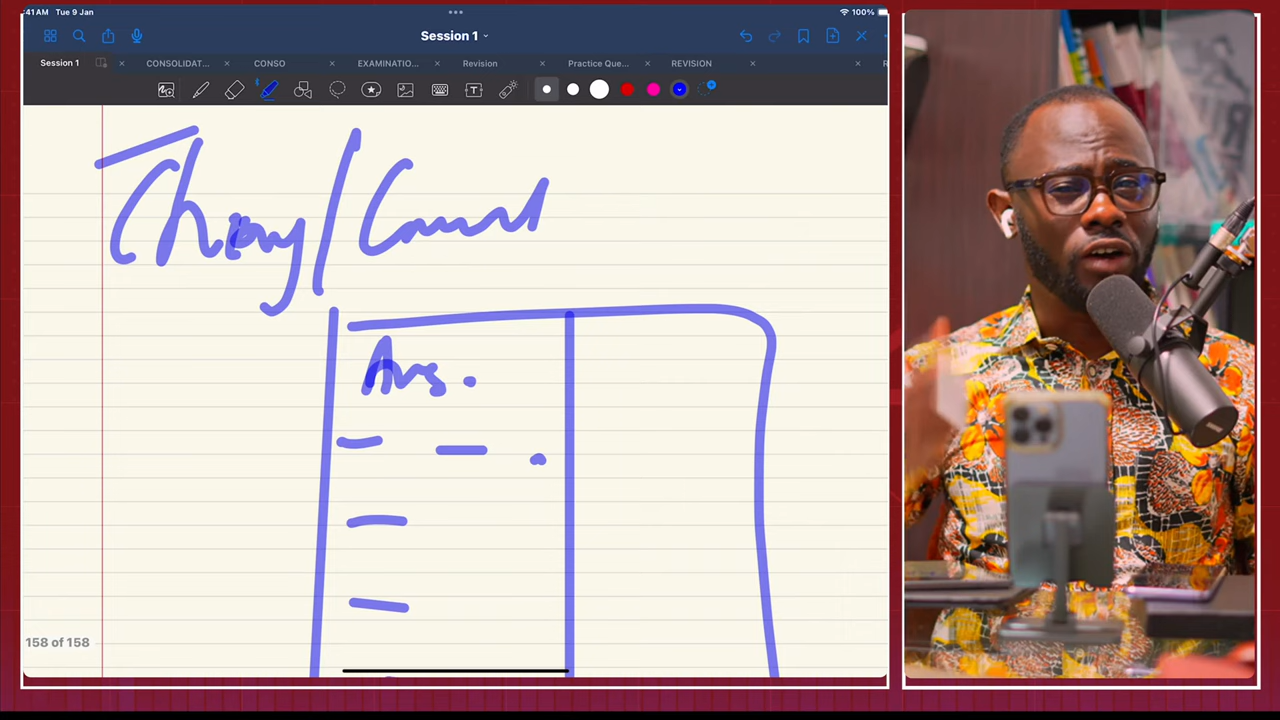 :41 AM Tue 9 Jan 100%
Session 1
Session 1 CONSOLIDAT... CONSO EXAMINATIO... Revision Practice Que... REVISION
T
Theory/
Ans.
158 of 158